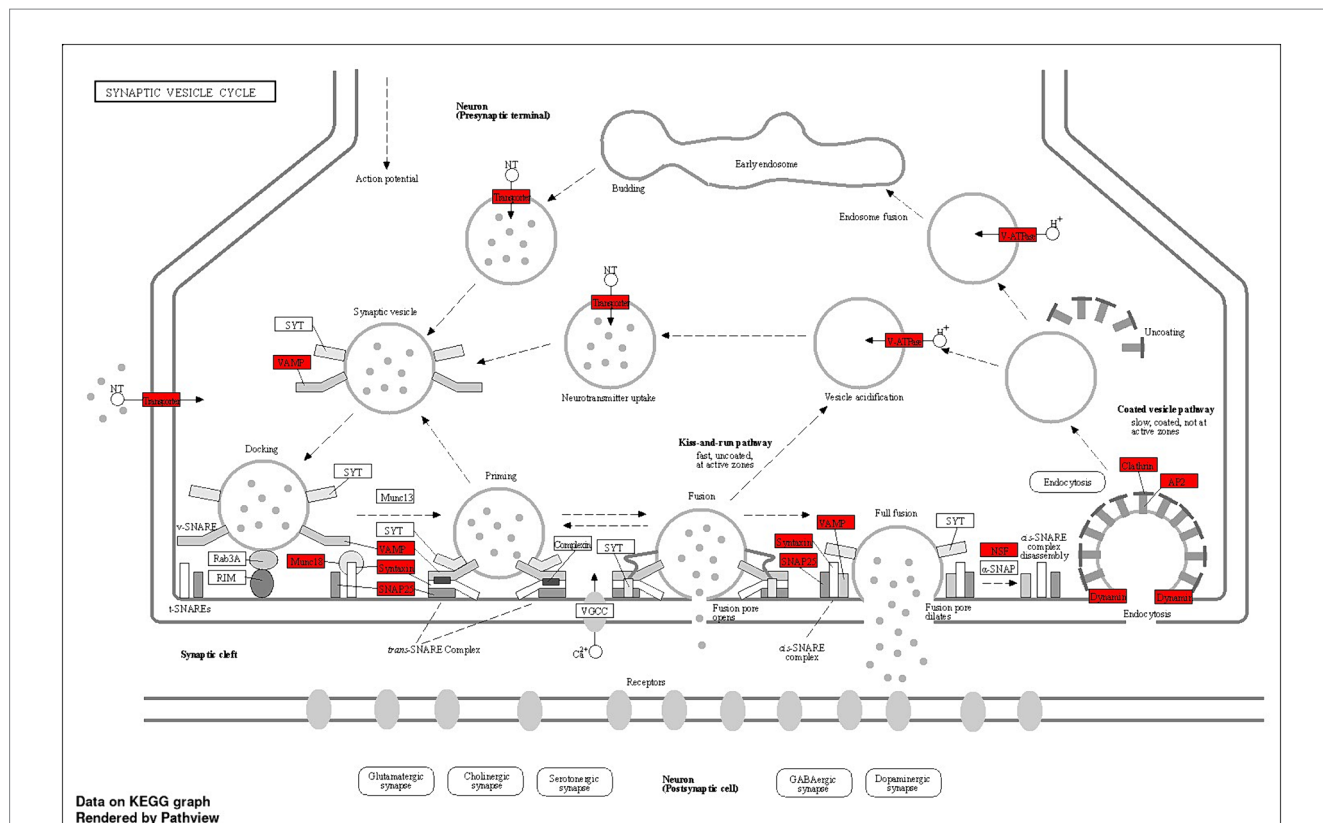 SYNAPTIC VESICLE CYCLE
Neuron
(Presynaptic terminal)
Action potential
NT
Transporter
Budding
Early endosome
Endosome fusion
V-ATPase
H+
Synaptic vesicle
SYT
VAMP
NT
Transporter
Neurotransmitter uptake
V-ATPase
H+
Vesicle acidification
Uncoating
NT
Transporter
Coated vesicle pathway
slow, coated, not at
active zones
Kiss-and-run pathway
fast, uncoated,
at active zones
Docking
SYT
Munc13
Priming
Fusion
Full fusion
Endocytosis
Clathrin
AP2
v-SNARE
SYT
VAMP
Complexin
SYT
VAMP
Syntaxin
SNAP25
SYT
cis-SNARE
complex
disassembly
NSF
α-SNAP
Rab3A
RIM
Munc18
Syntaxin
SNAP25
t-SNAREs
VGCC
Ca2+
Fusion pore
opens
Fusion pore
dilates
Dynamin
Dynamin
Endocytosis
trans-SNARE Complex
cis-SNARE
complex
Synaptic cleft
Receptors
Glutamatergic
synapse
Cholinergic
synapse
Serotonergic
synapse
Neuron
(Postsynaptic cell)
GABAergic
synapse
Dopaminergic
synapse
Data on KEGG graph
Rendered by Pathview